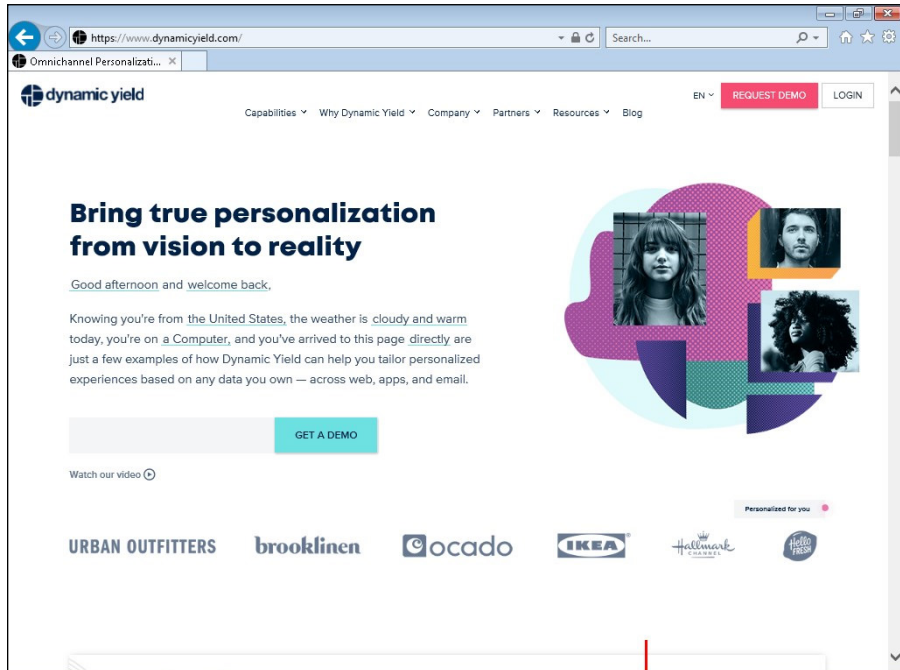 https://www.dynamicyield.com/
Search...
Omnichannel Personalizati...
dynamic yield
EN
REQUEST DEMO
LOGIN
Capabilities
Why Dynamic Yield
Company
Partners
Resources
Blog
Bring true personalization
from vision to reality
Good afternoon and welcome back,
Knowing you're from the United States, the weather is cloudy and warm
today, you're on a Computer, and you've arrived to this page directly are
just a few examples of how Dynamic Yield can help you tailor personalized
experiences based on any data you own — across web, apps, and email.
GET A DEMO
Watch our video
Personalized for you
URBAN OUTFITTERS
brooklinen
ocado
IKEA
Hallmark
CHANNEL
Hello
FRESH